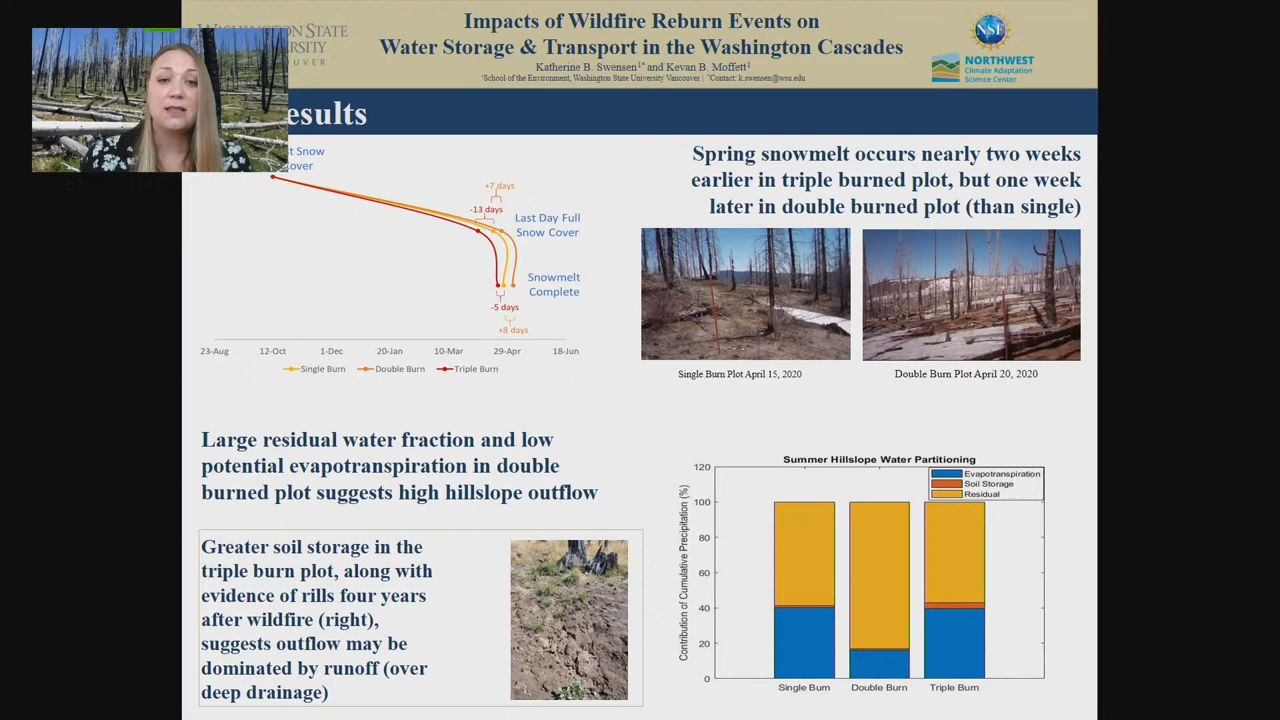 Impacts of Wildfire Reburn Events on
Water Storage & Transport in the Washington Cascades
Katherine B. Swensen¹* and Kevan B. Moffett¹
¹School of the Environment, Washington State University Vancouver | *Contact: k.swensen@wsu.edu
ASHINGTON STATE
ERSITY
OUVER
NSF
NORTHWEST
Climate Adaptation
Science Center
esults
st Snow
over
+7 days
-13 days
Last Day Full
Snow Cover
Snowmelt
Complete
-5 days
+8 days
23-Aug 12-Oct 1-Dec 20-Jan 10-Mar 29-Apr 18-Jun
Single Burn Double Burn Triple Burn
Spring snowmelt occurs nearly two weeks
earlier in triple burned plot, but one week
later in double burned plot (than single)
Single Burn Plot April 15, 2020
Double Burn Plot April 20, 2020
Large residual water fraction and low
potential evapotranspiration in double
burned plot suggests high hillslope outflow
Greater soil storage in the
triple burn plot, along with
evidence of rills four years
after wildfire (right),
suggests outflow may be
dominated by runoff (over
deep drainage)
Summer Hillslope Water Partitioning
Contribution of Cumulative Precipitation (%)
120
100
80
60
40
20
0
Evapotranspiration
Soil Storage
Residual
Single Burn Double Burn Triple Burn